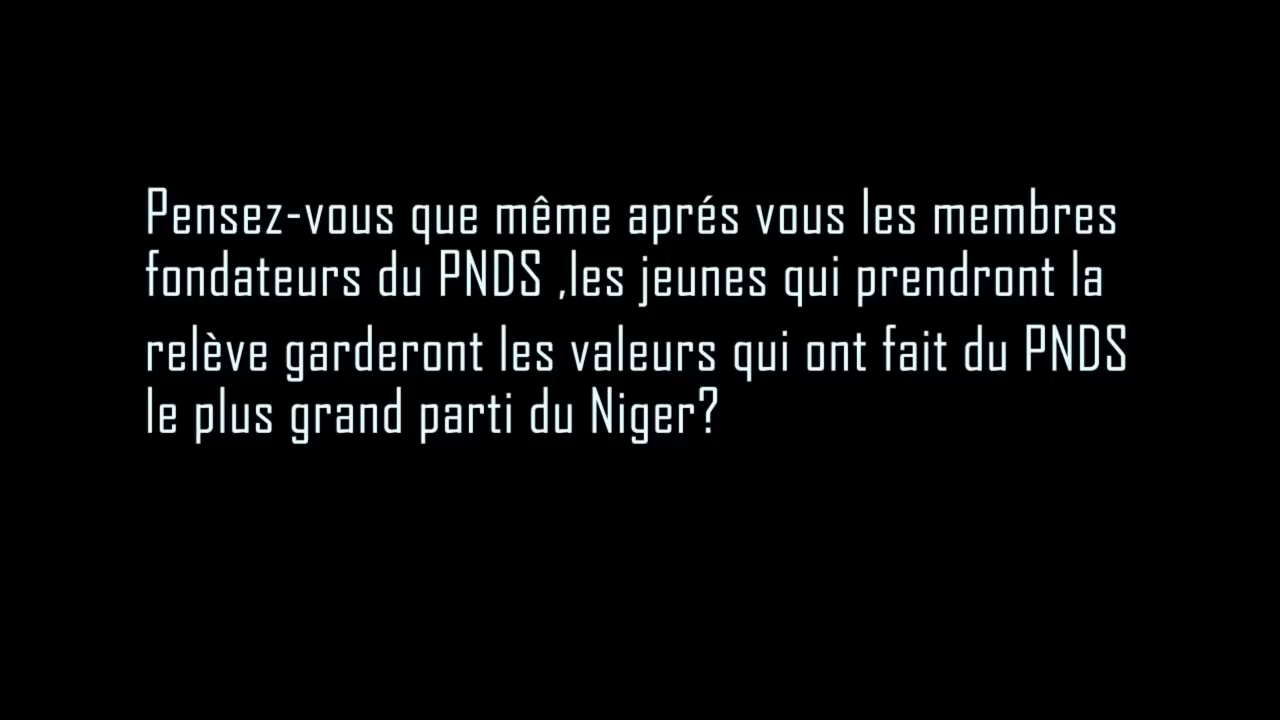 Pensez-vous que même aprés vous les membres
fondateurs du PNDS ,les jeunes qui prendront la
relève garderont les valeurs qui ont fait du PNDS
le plus grand parti du Niger?